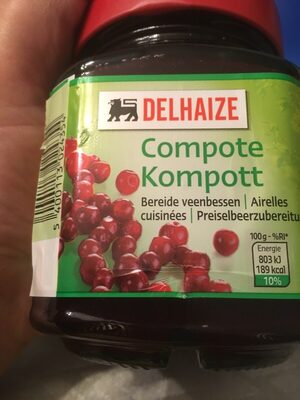 DELHAIZE
Compote
Kompott
Bereide veenbessen | Airelles
cuisinées | Preiselbeerzubereitu
100g - %RI*
Energie
803 kJ
189 kcal
10%